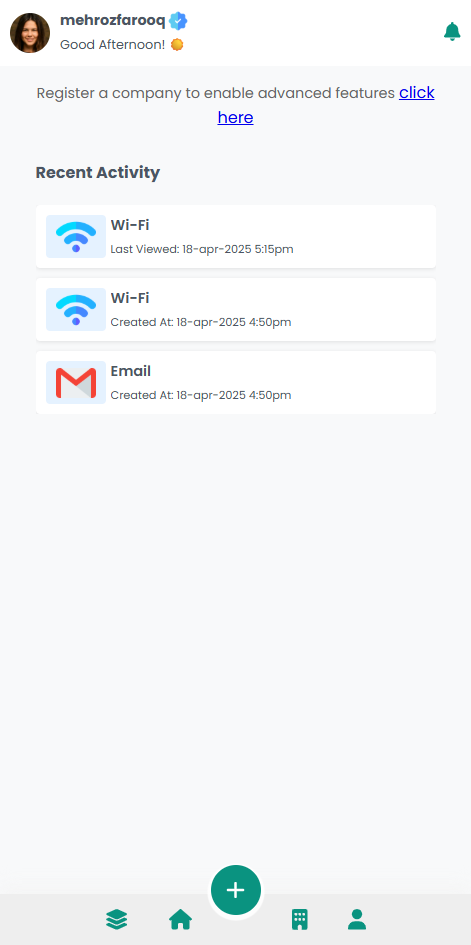 mehrozfarooq
Good Afternoon!
Register a company to enable advanced features click
here
Recent Activity
Wi-Fi
Last Viewed: 18-apr-2025 5:15pm
Wi-Fi
Created At: 18-apr-2025 4:50pm
Email
Created At: 18-apr-2025 4:50pm